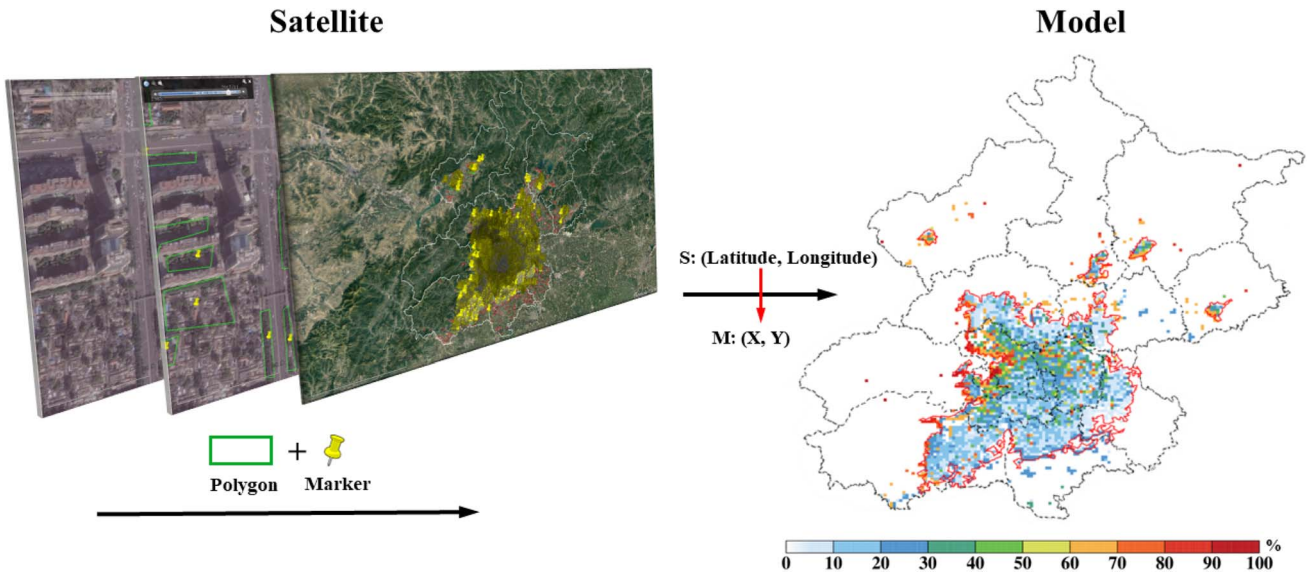 Satellite
Model
S: (Latitude, Longitude)
M: (X, Y)
+
Polygon
Marker
%
0 10 20 30 40 50 60 70 80 90 100